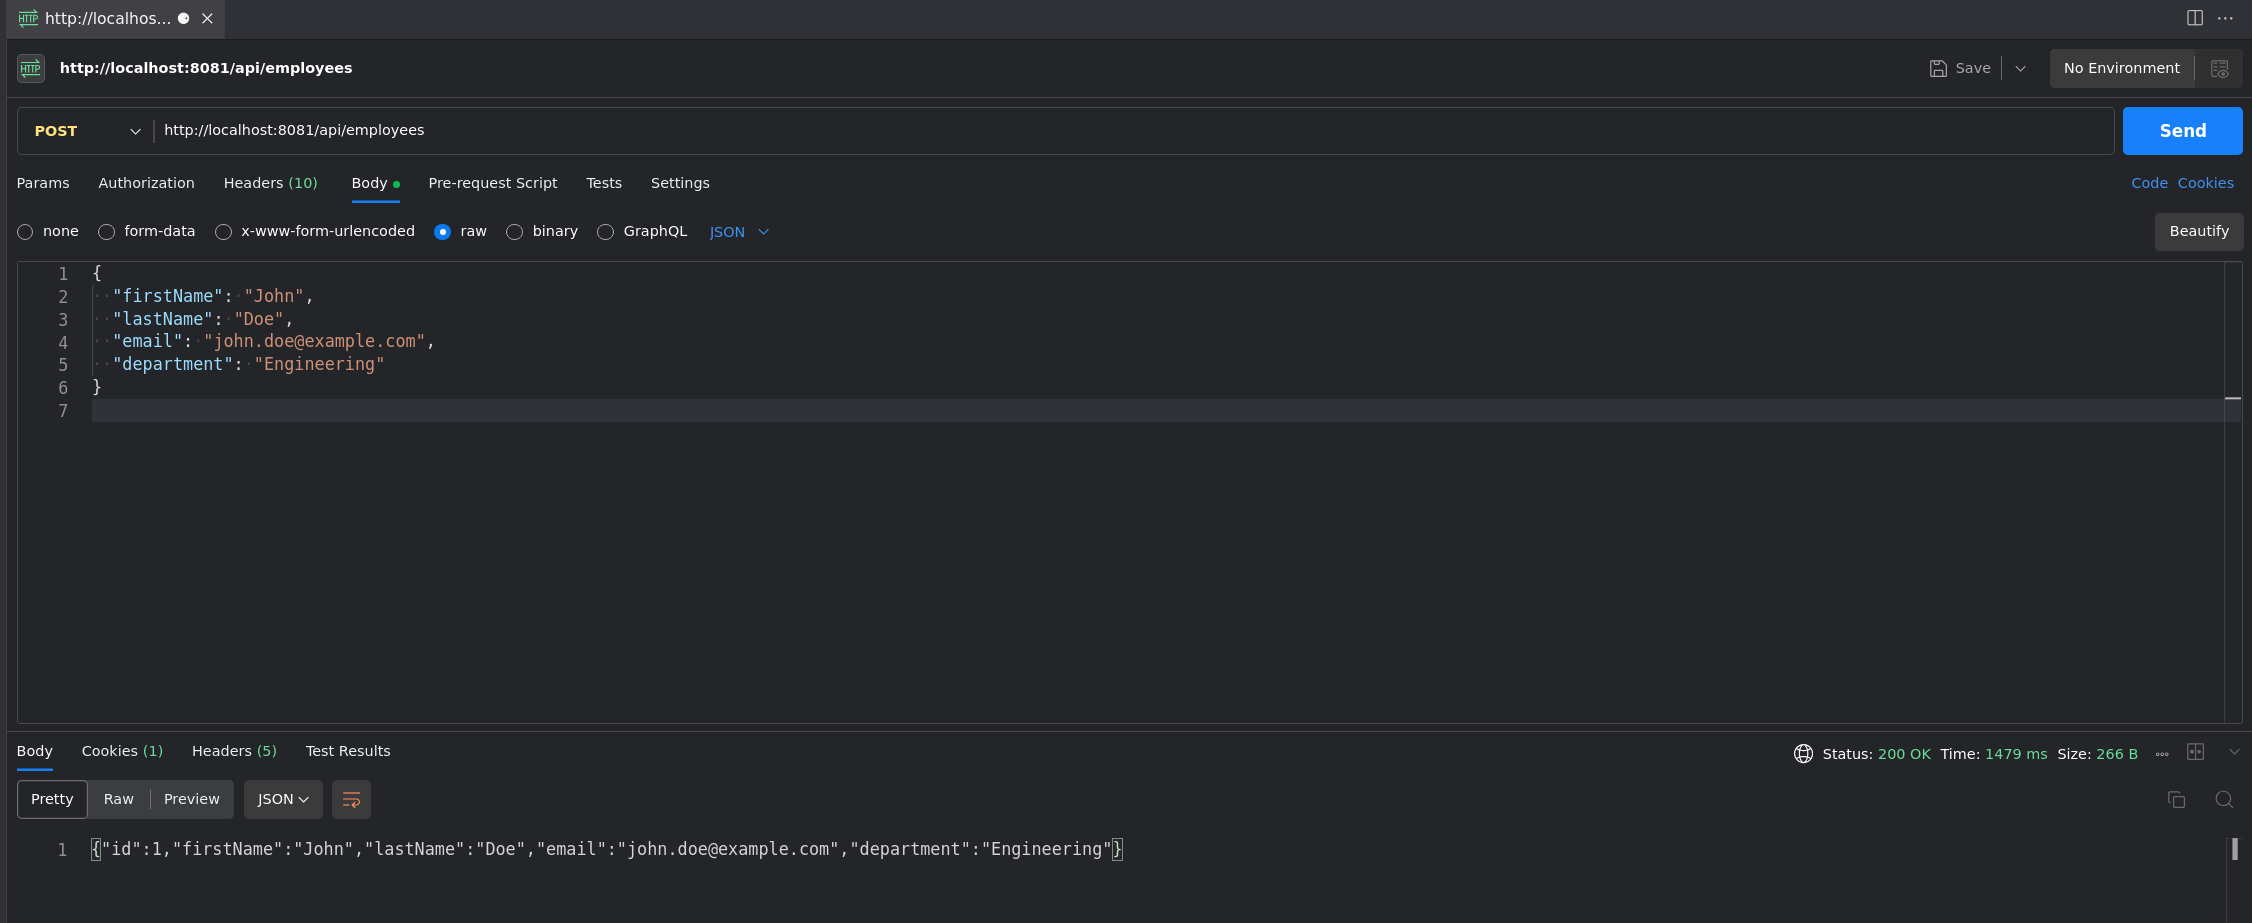 HTTP http://localhos...
HTTP http://localhost:8081/api/employees Save No Environment
POST http://localhost:8081/api/employees Send
Params Authorization Headers (10) Body Pre-request Script Tests Settings Code Cookies
none form-data x-www-form-urlencoded raw binary GraphQL JSON Beautify
1 {
2 "firstName": "John",
3 "lastName": "Doe",
4 "email": "john.doe@example.com",
5 "department": "Engineering"
6 }
7
Body Cookies (1) Headers (5) Test Results Status: 200 OK Time: 1479 ms Size: 266 B
Pretty Raw Preview JSON
1 {"id":1,"firstName":"John","lastName":"Doe","email":"john.doe@example.com","department":"Engineering"}